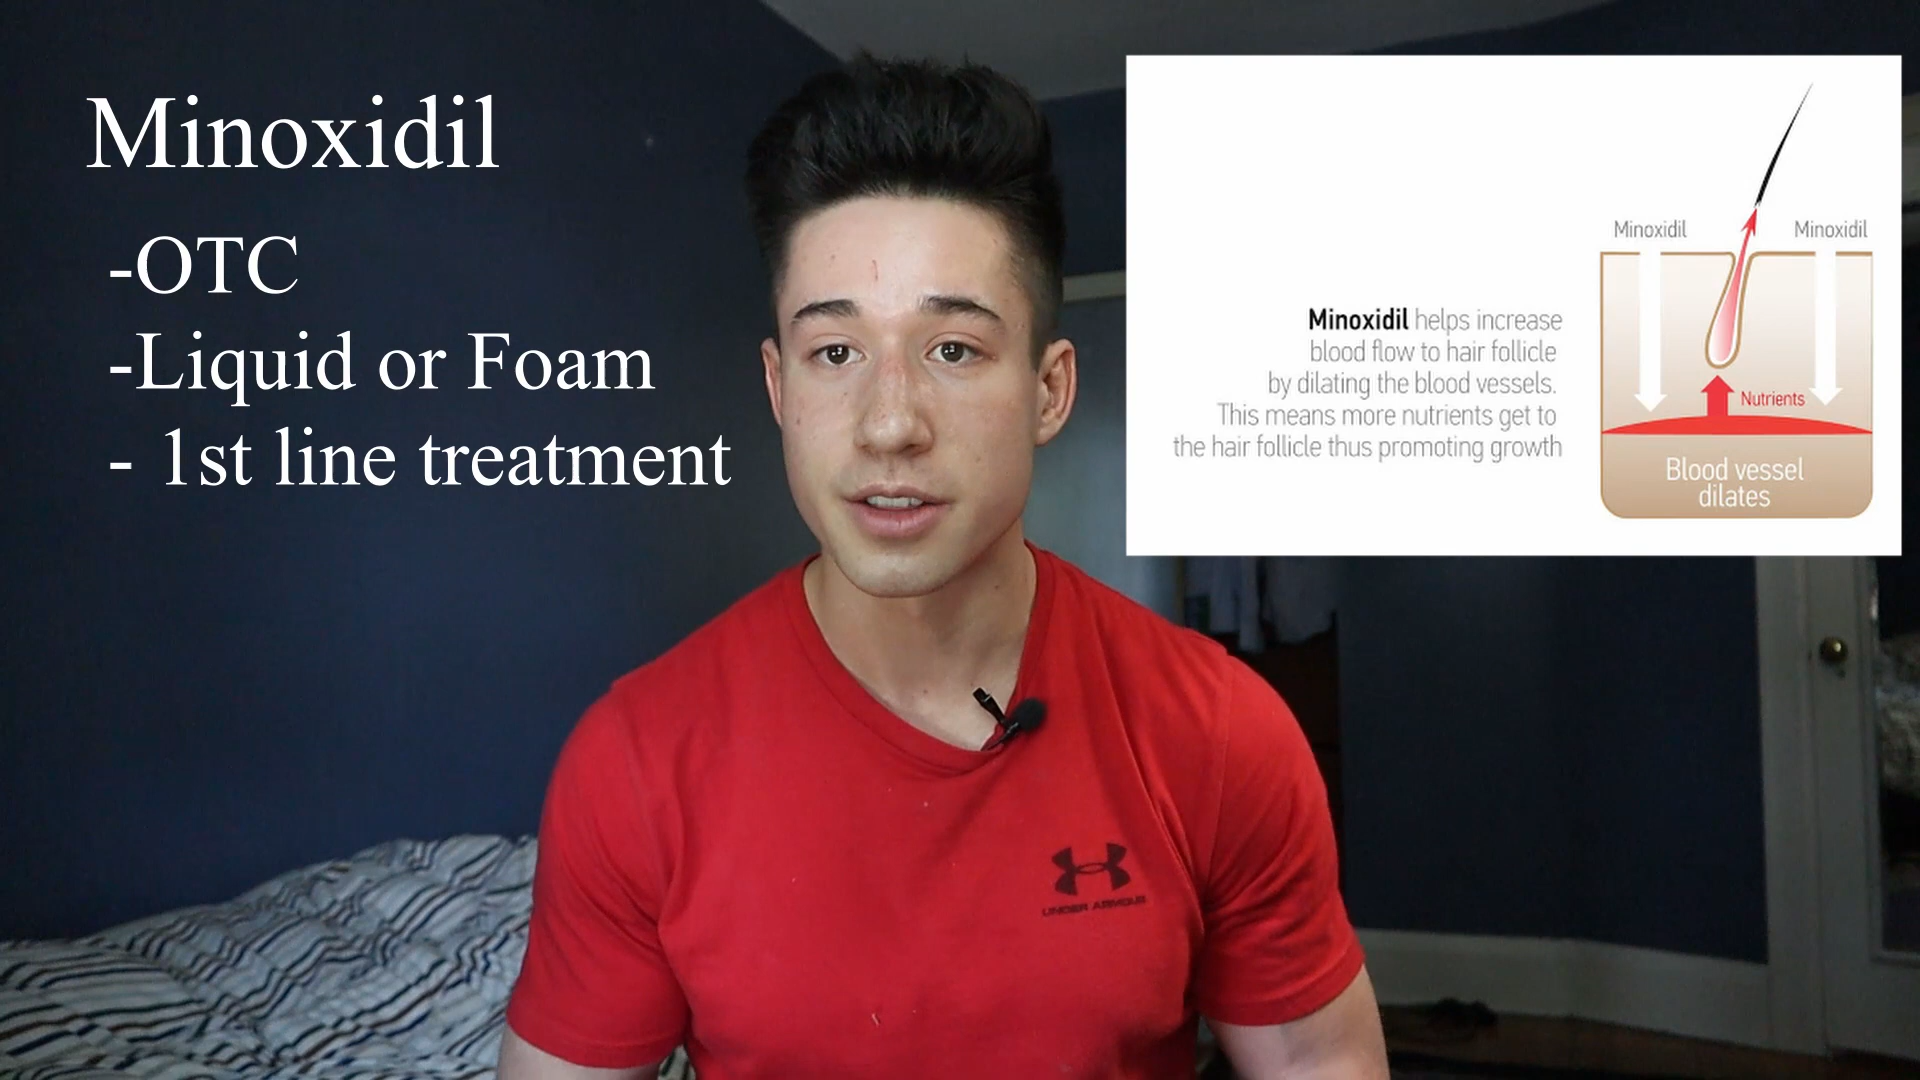 Minoxidil
-OTC
-Liquid or Foam
- 1st line treatment
Minoxidil
Minoxidil
Minoxidil helps increase
blood flow to hair follicle
by dilating the blood vessels.
This means more nutrients get to
the hair follicle thus promoting growth
Nutrients
Blood vessel
dilates
UNDER ARMOUR